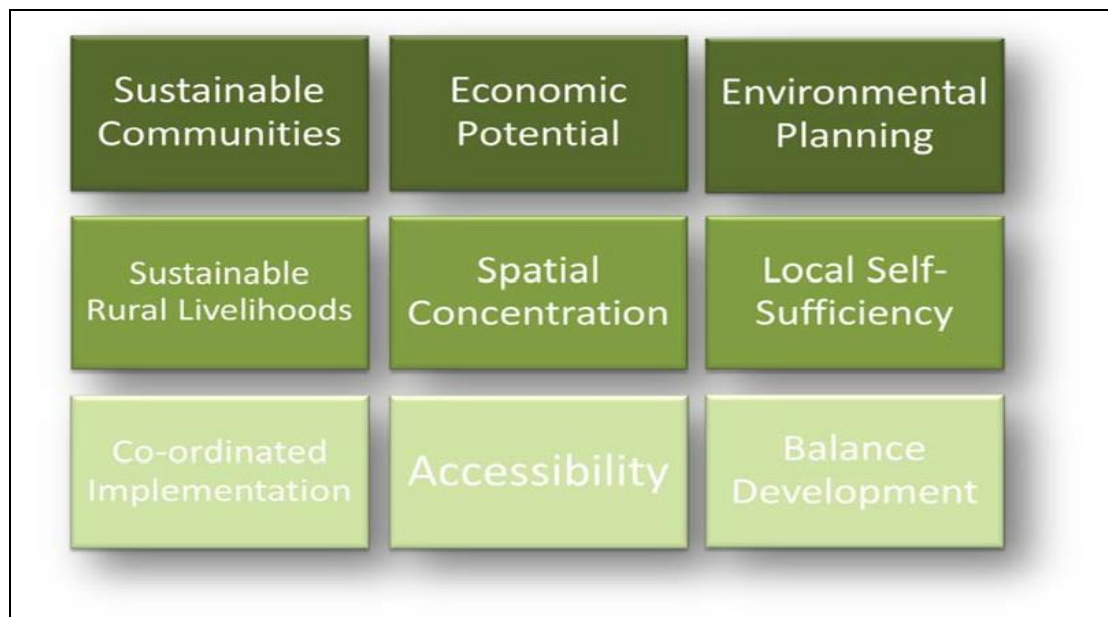 Sustainable
Communities
Economic
Potential
Environmental
Planning
Sustainable
Rural Livelihoods
Spatial
Concentration
Local Self-
Sufficiency
Co-ordinated
Implementation
Accessibility
Balance
Development